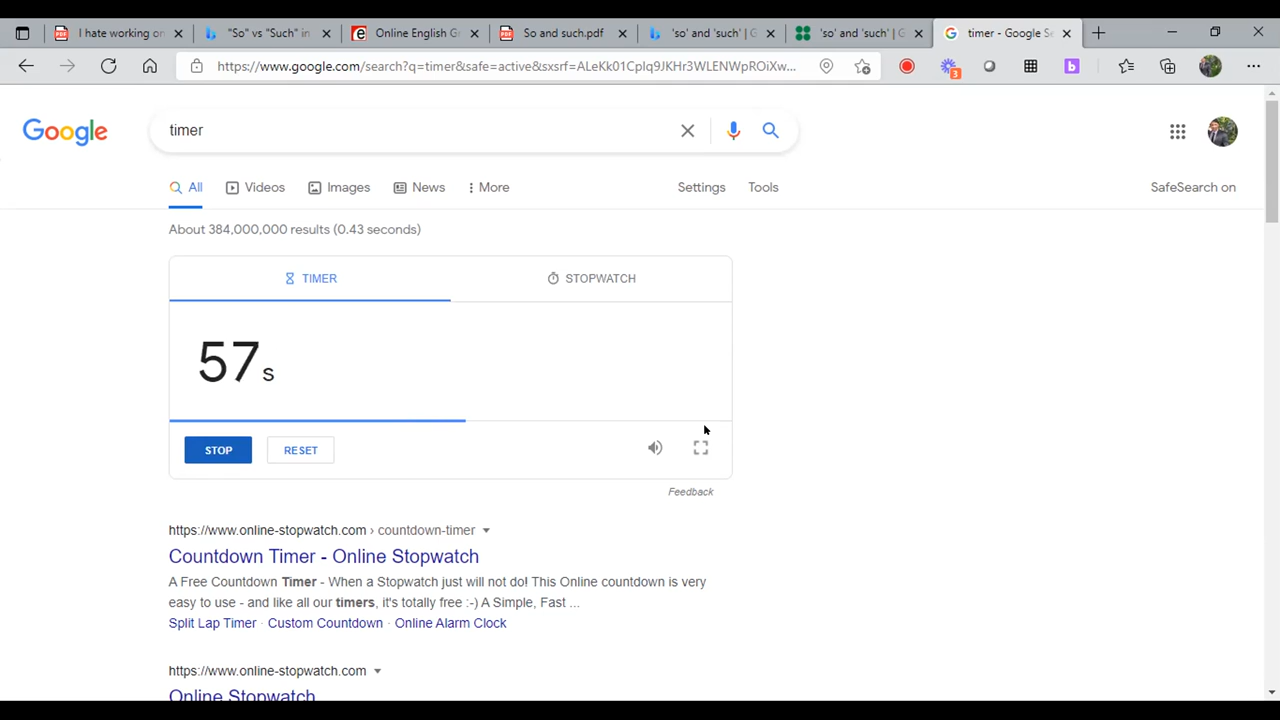 I hate working on
"So" vs "Such" in
Online English Gr
So and such.pdf
'so' and 'such' | G
'so' and 'such' | G
timer - Google Se
https://www.google.com/search?q=timer&safe=active&sxsrf=ALeKk01CpIq9JKHr3WLENWpROiXw...
3
b
Google
timer
All
Videos
Images
News
More
Settings
Tools
SafeSearch on
About 384,000,000 results (0.43 seconds)
TIMER
STOPWATCH
57s
STOP
RESET
Feedback
https://www.online-stopwatch.com › countdown-timer
Countdown Timer - Online Stopwatch
A Free Countdown Timer - When a Stopwatch just will not do! This Online countdown is very
easy to use - and like all our timers, it's totally free :-) A Simple, Fast ...
Split Lap Timer · Custom Countdown · Online Alarm Clock
https://www.online-stopwatch.com
Online Stopwatch